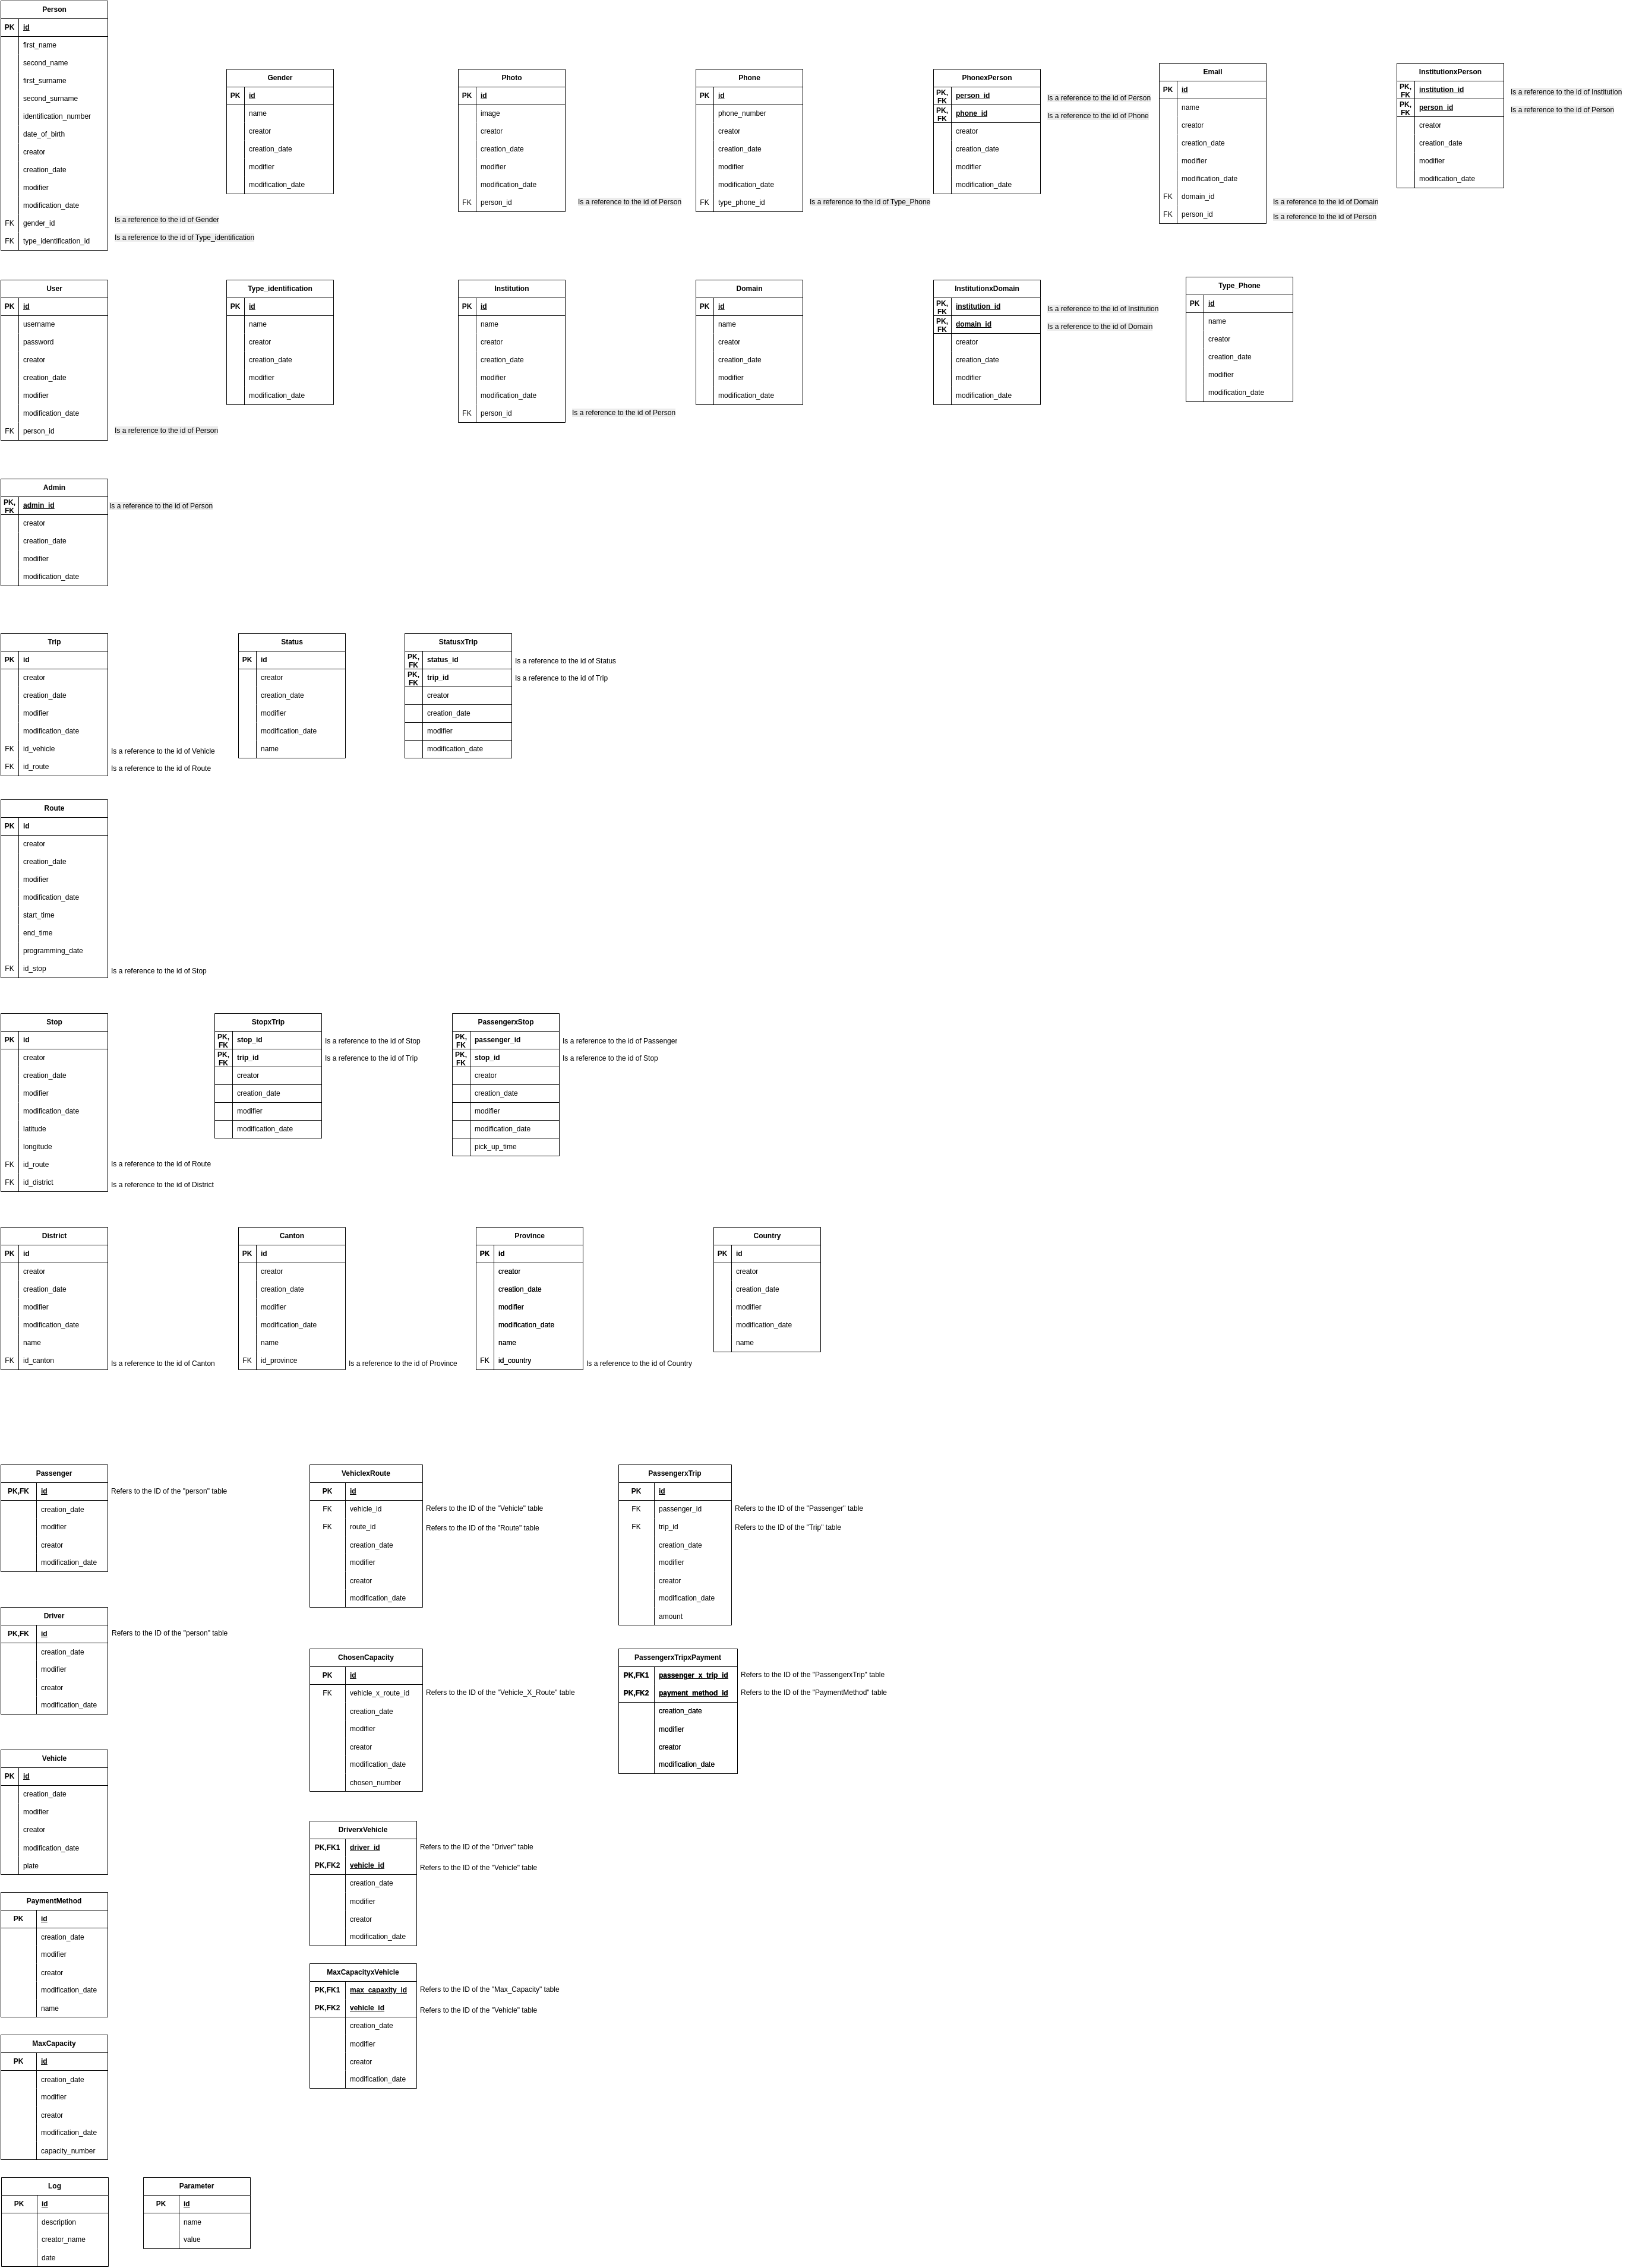 Person
PK id
first_name
second_name
first_surname
second_surname
identification_number
date_of_birth
creator
creation_date
modifier
modification_date
FK gender_id
Is a reference to the id of Gender
FK type_identification_id
Is a reference to the id of Type_identification
Gender
PK id
name
creator
creation_date
modifier
modification_date
Photo
PK id
image
creator
creation_date
modifier
modification_date
FK person_id
Is a reference to the id of Person
Phone
PK id
phone_number
creator
creation_date
modifier
modification_date
FK type_phone_id
Is a reference to the id of Type_Phone
PhonexPerson
PK, FK person_id
Is a reference to the id of Person
PK, FK phone_id
Is a reference to the id of Phone
creator
creation_date
modifier
modification_date
Email
PK id
name
creator
creation_date
modifier
modification_date
FK domain_id
Is a reference to the id of Domain
FK person_id
Is a reference to the id of Person
InstitutionxPerson
PK, FK institution_id
Is a reference to the id of Institution
PK, FK person_id
Is a reference to the id of Person
creator
creation_date
modifier
modification_date
User
PK id
username
password
creator
creation_date
modifier
modification_date
FK person_id
Is a reference to the id of Person
Type_identification
PK id
name
creator
creation_date
modifier
modification_date
Institution
PK id
name
creator
creation_date
modifier
modification_date
FK person_id
Is a reference to the id of Person
Domain
PK id
name
creator
creation_date
modifier
modification_date
InstitutionxDomain
PK, FK institution_id
Is a reference to the id of Institution
PK, FK domain_id
Is a reference to the id of Domain
creator
creation_date
modifier
modification_date
Type_Phone
PK id
name
creator
creation_date
modifier
modification_date
Admin
PK, FK admin_id
Is a reference to the id of Person
creator
creation_date
modifier
modification_date
Trip
PK id
creator
creation_date
modifier
modification_date
FK id_vehicle
Is a reference to the id of Vehicle
FK id_route
Is a reference to the id of Route
Status
PK id
creator
creation_date
modifier
modification_date
name
StatusxTrip
PK, FK status_id
Is a reference to the id of Status
PK, FK trip_id
Is a reference to the id of Trip
creator
creation_date
modifier
modification_date
Route
PK id
creator
creation_date
modifier
modification_date
start_time
end_time
programming_date
FK id_stop
Is a reference to the id of Stop
Stop
PK id
creator
creation_date
modifier
modification_date
latitude
longitude
FK id_route
Is a reference to the id of Route
FK id_district
Is a reference to the id of District
StopxTrip
PK, FK stop_id
Is a reference to the id of Stop
PK, FK trip_id
Is a reference to the id of Trip
creator
creation_date
modifier
modification_date
PassengerxStop
PK, FK passenger_id
Is a reference to the id of Passenger
PK, FK stop_id
Is a reference to the id of Stop
creator
creation_date
modifier
modification_date
pick_up_time
District
PK id
creator
creation_date
modifier
modification_date
name
FK id_canton
Is a reference to the id of Canton
Canton
PK id
creator
creation_date
modifier
modification_date
name
FK id_province
Is a reference to the id of Province
Province
PK id
creator
creation_date
modifier
modification_date
name
FK id_country
Is a reference to the id of Country
Country
PK id
creator
creation_date
modifier
modification_date
name
Passenger
PK,FK id
Refers to the ID of the "person" table
creation_date
modifier
creator
modification_date
VehiclexRoute
PK id
FK vehicle_id
Refers to the ID of the "Vehicle" table
FK route_id
Refers to the ID of the "Route" table
creation_date
modifier
creator
modification_date
PassengerxTrip
PK id
FK passenger_id
Refers to the ID of the "Passenger" table
FK trip_id
Refers to the ID of the "Trip" table
creation_date
modifier
creator
modification_date
amount
Driver
PK,FK id
Refers to the ID of the "person" table
creation_date
modifier
creator
modification_date
ChosenCapacity
PK id
FK vehicle_x_route_id
Refers to the ID of the "Vehicle_X_Route" table
creation_date
modifier
creator
modification_date
chosen_number
PassengerxTripxPayment
PK,FK1 passenger_x_trip_id
Refers to the ID of the "PassengerxTrip" table
PK,FK2 payment_method_id
Refers to the ID of the "PaymentMethod" table
creation_date
modifier
creator
modification_date
Vehicle
PK id
creation_date
modifier
creator
modification_date
plate
DriverxVehicle
PK,FK1 driver_id
Refers to the ID of the "Driver" table
PK,FK2 vehicle_id
Refers to the ID of the "Vehicle" table
creation_date
modifier
creator
modification_date
PaymentMethod
PK id
creation_date
modifier
creator
modification_date
name
MaxCapacityxVehicle
PK,FK1 max_capaxity_id
Refers to the ID of the "Max_Capacity" table
PK,FK2 vehicle_id
Refers to the ID of the "Vehicle" table
creation_date
modifier
creator
modification_date
MaxCapacity
PK id
creation_date
modifier
creator
modification_date
capacity_number
Log
PK id
description
creator_name
date
Parameter
PK id
name
value